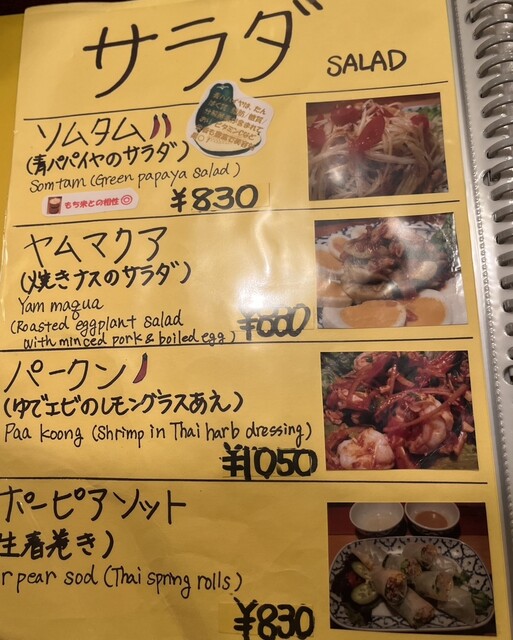 サラダ SALAD
ソムタム
(青パパイヤのサラダ)
Somtam (Green papaya Salad)
もち米との相性◎
¥830
ヤムマクア
(焼きナスのサラダ)
Yam maqua
(Roasted eggplant salad
with minced pork & boiled egg)
パークン
(ゆでエビのレモングラスあえ)
Paa Koong (Shrimp in Thai harb dressing)
¥1050
ポーピアソット
生春巻き)
r pear sod (Thai spring rolls)
¥830